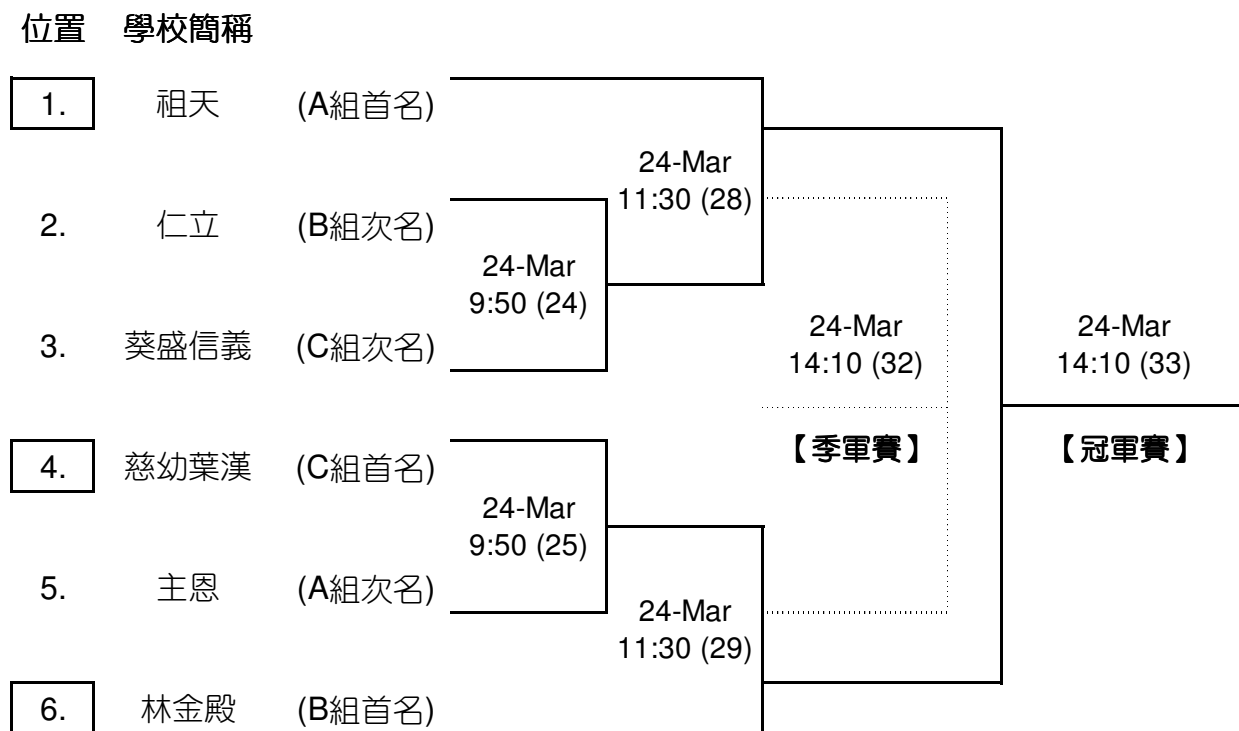 位置 學校簡稱
1. 祖天 (A組首名)
24-Mar
11:30 (28)
2. 仁立 (B組次名)
24-Mar
9:50 (24)
3. 葵盛信義 (C組次名)
24-Mar
14:10 (32)
24-Mar
14:10 (33)
【季軍賽】 【冠軍賽】
4. 慈幼葉漢 (C組首名)
24-Mar
9:50 (25)
5. 主恩 (A組次名)
24-Mar
11:30 (29)
6. 林金殿 (B組首名)